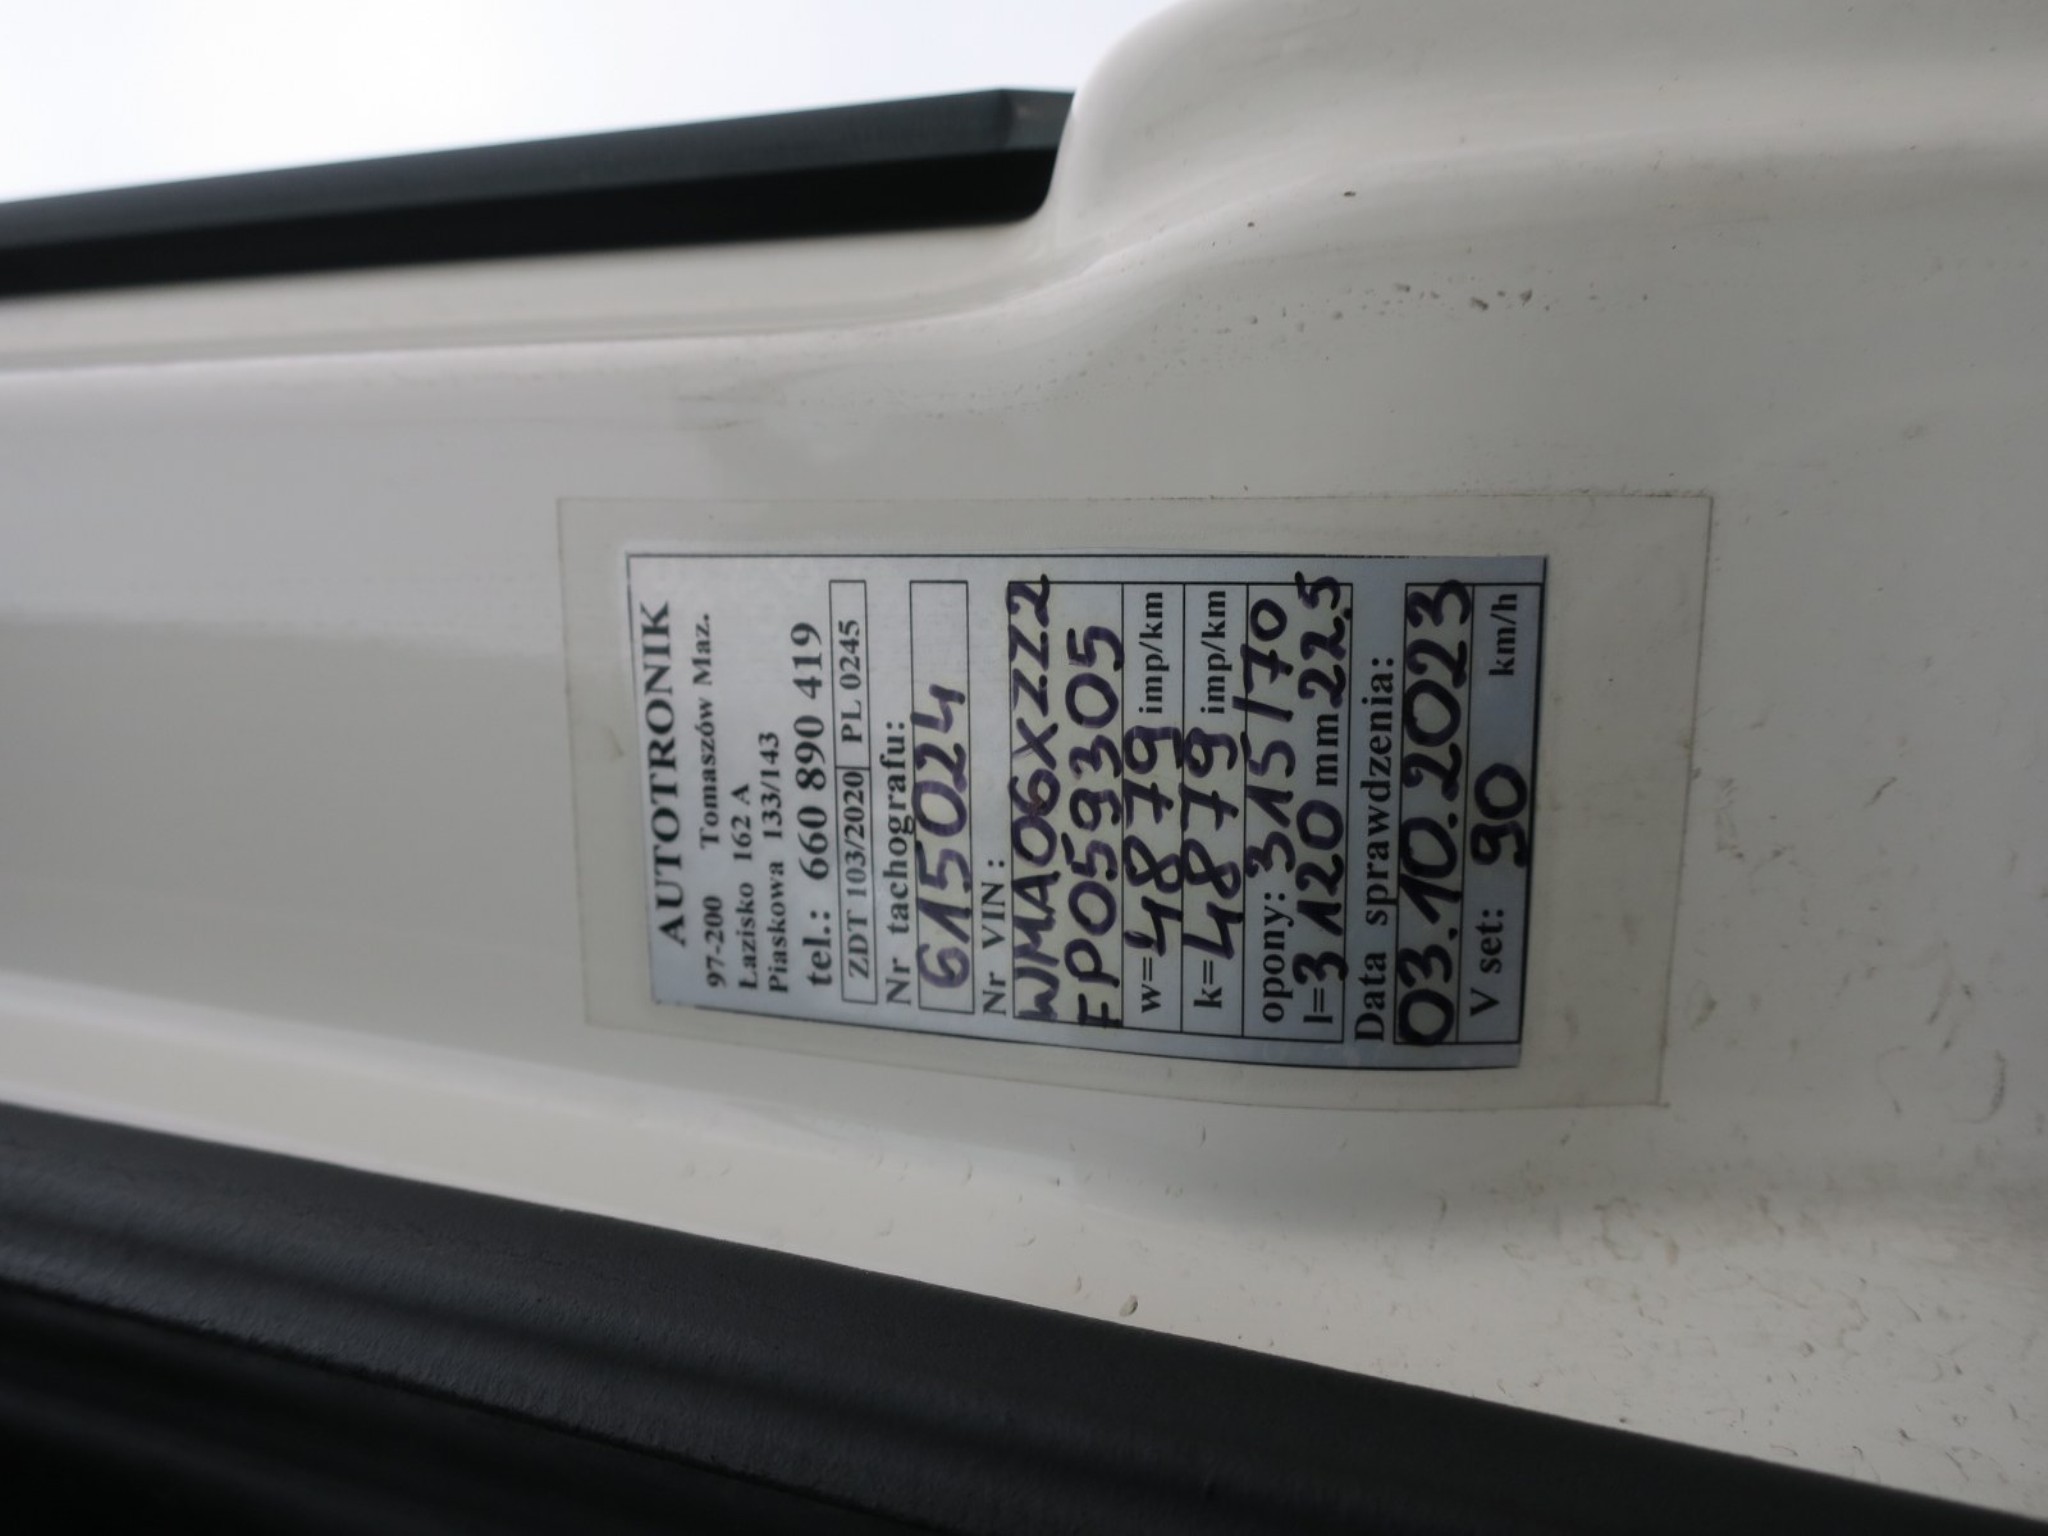 AUTOTRONIK
97-200 Tomaszów Maz.
Łazisko 162 A
Piaskowa 133/143
tel.: 660 890 419
ZDT 103/2020 PL 0245
Nr tachografu:
615024
Nr VIN :
WMA06XZZ2
FP059305
w=4879 imp/km
k=4879 imp/km
opony: 315/70
l=3120 mm 22.5
Data sprawdzenia:
03.10.2023
V set: 90 km/h